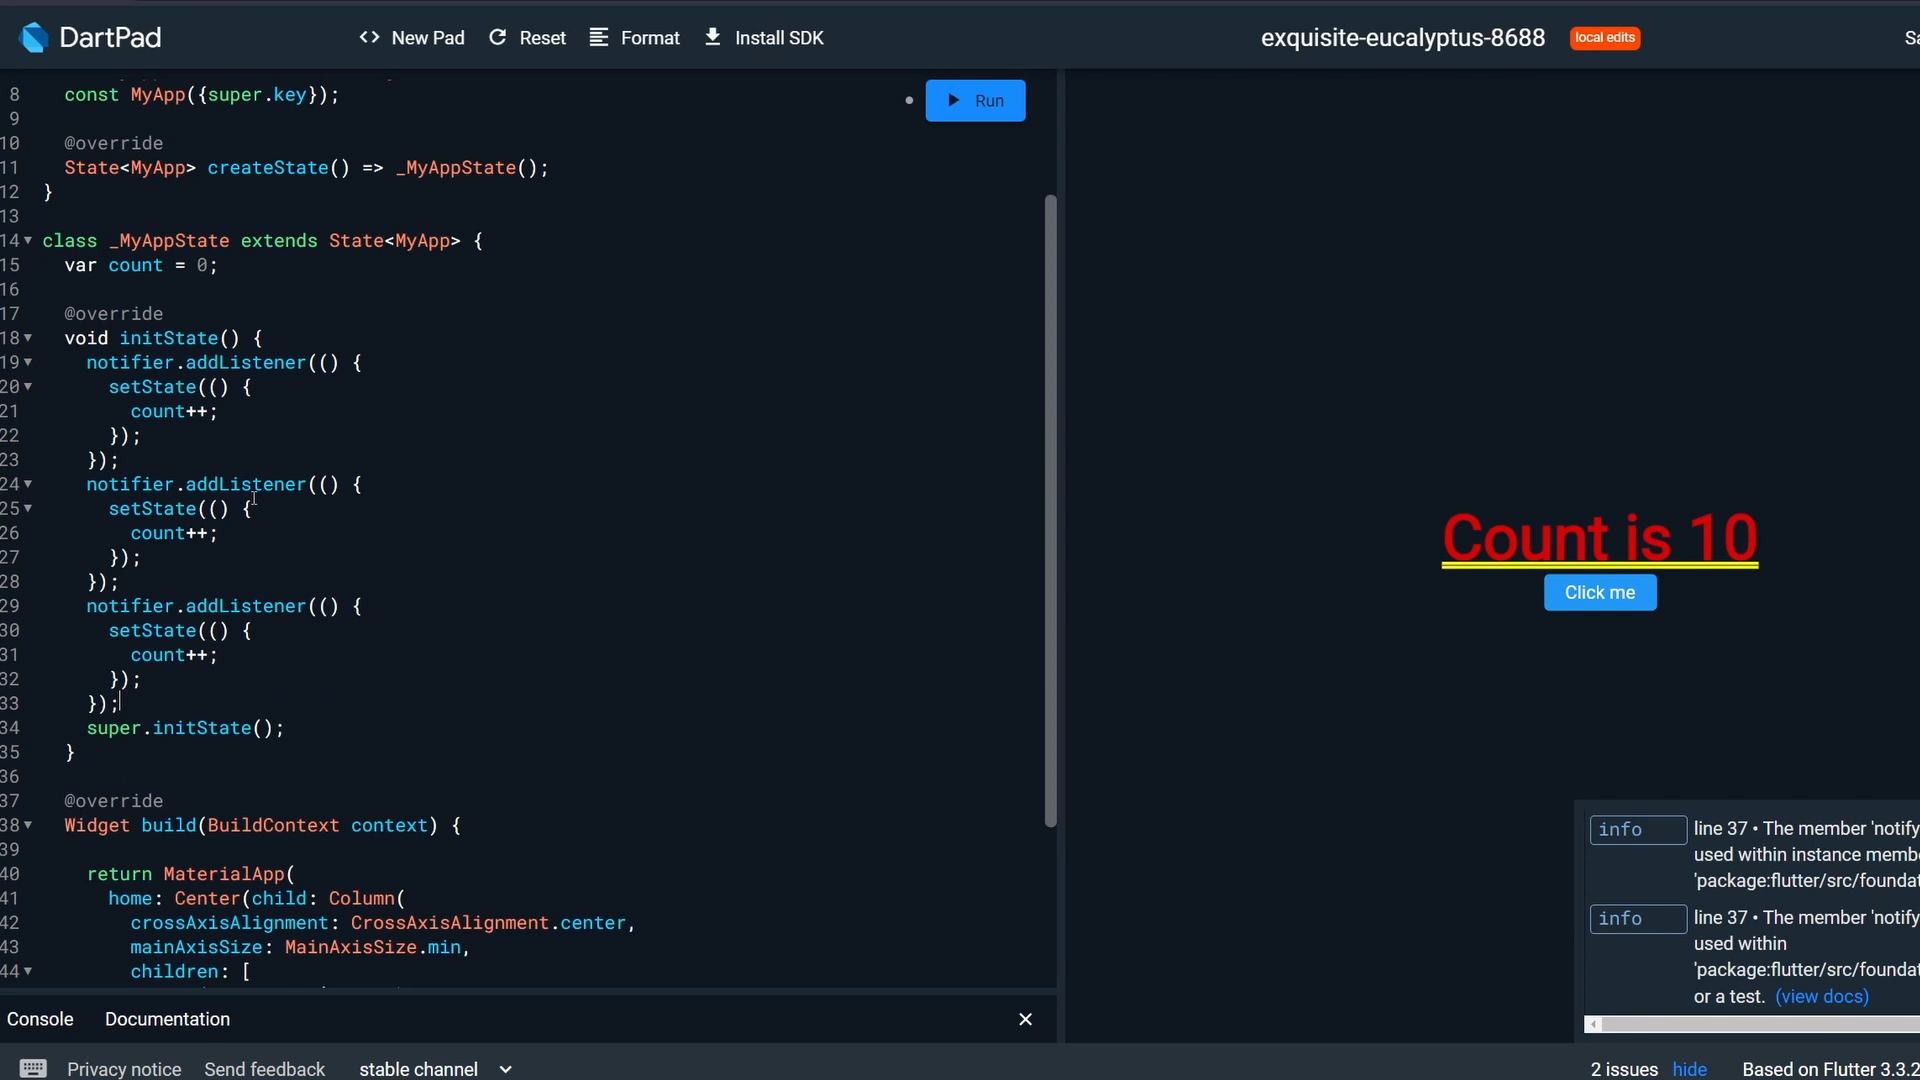 DartPad
<> New Pad
Reset
Format
Install SDK
exquisite-eucalyptus-8688
local edits
Sa
8 const MyApp({super.key});
9
10 @override
11 State<MyApp> createState() => _MyAppState();
12 }
13
14 class _MyAppState extends State<MyApp> {
15 var count = 0;
16
17 @override
18 void initState() {
19 notifier.addListener(() {
20 setState(() {
21 count++;
22 });
23 });
24 notifier.addListener(() {
25 setState(() {
26 count++;
27 });
28 });
29 notifier.addListener(() {
30 setState(() {
31 count++;
32 });
33 });
34 super.initState();
35 }
36
37 @override
38 Widget build(BuildContext context) {
39
40 return MaterialApp(
41 home: Center(child: Column(
42 crossAxisAlignment: CrossAxisAlignment.center,
43 mainAxisSize: MainAxisSize.min,
44 children: [
Run
Count is 10
Click me
info
line 37 • The member 'notify
used within instance membe
'package:flutter/src/foundat
info
line 37 • The member 'notify
used within
'package:flutter/src/foundat
or a test. (view docs)
Console
Documentation
Privacy notice
Send feedback
stable channel
2 issues
hide
Based on Flutter 3.3.2